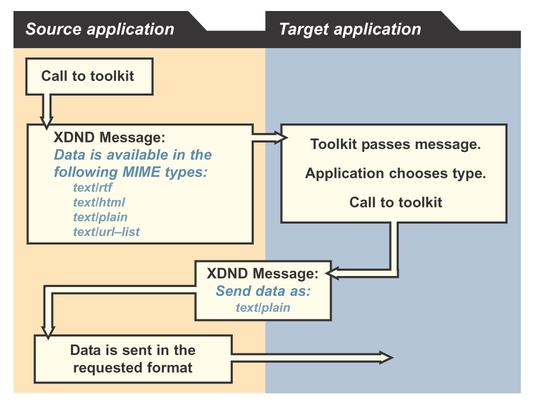 Source application
Target application
Call to toolkit
XDND Message:
Data is available in the
following MIME types:
text/rtf
text/html
text/plain
text/url–list
Toolkit passes message.
Application chooses type.
Call to toolkit
XDND Message:
Send data as:
text/plain
Data is sent in the
requested format